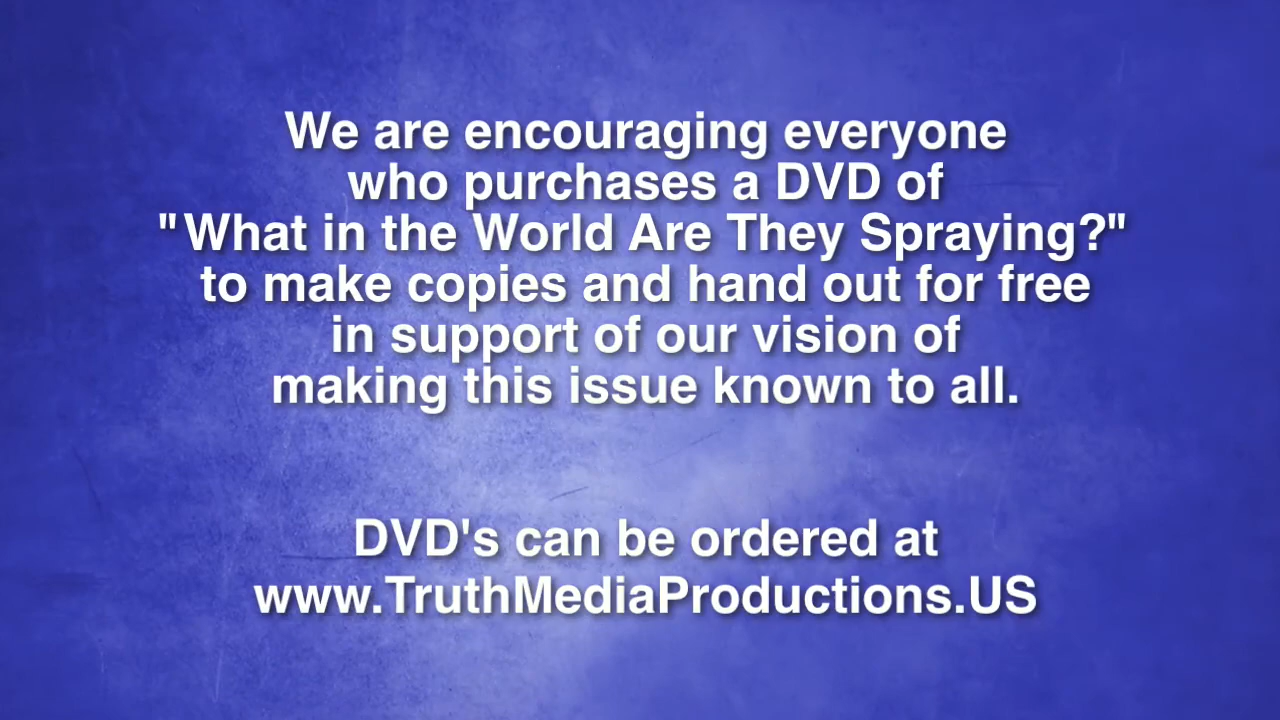 We are encouraging everyone
who purchases a DVD of
"What in the World Are They Spraying?"
to make copies and hand out for free
in support of our vision of
making this issue known to all.
DVD's can be ordered at
www.TruthMediaProductions.US